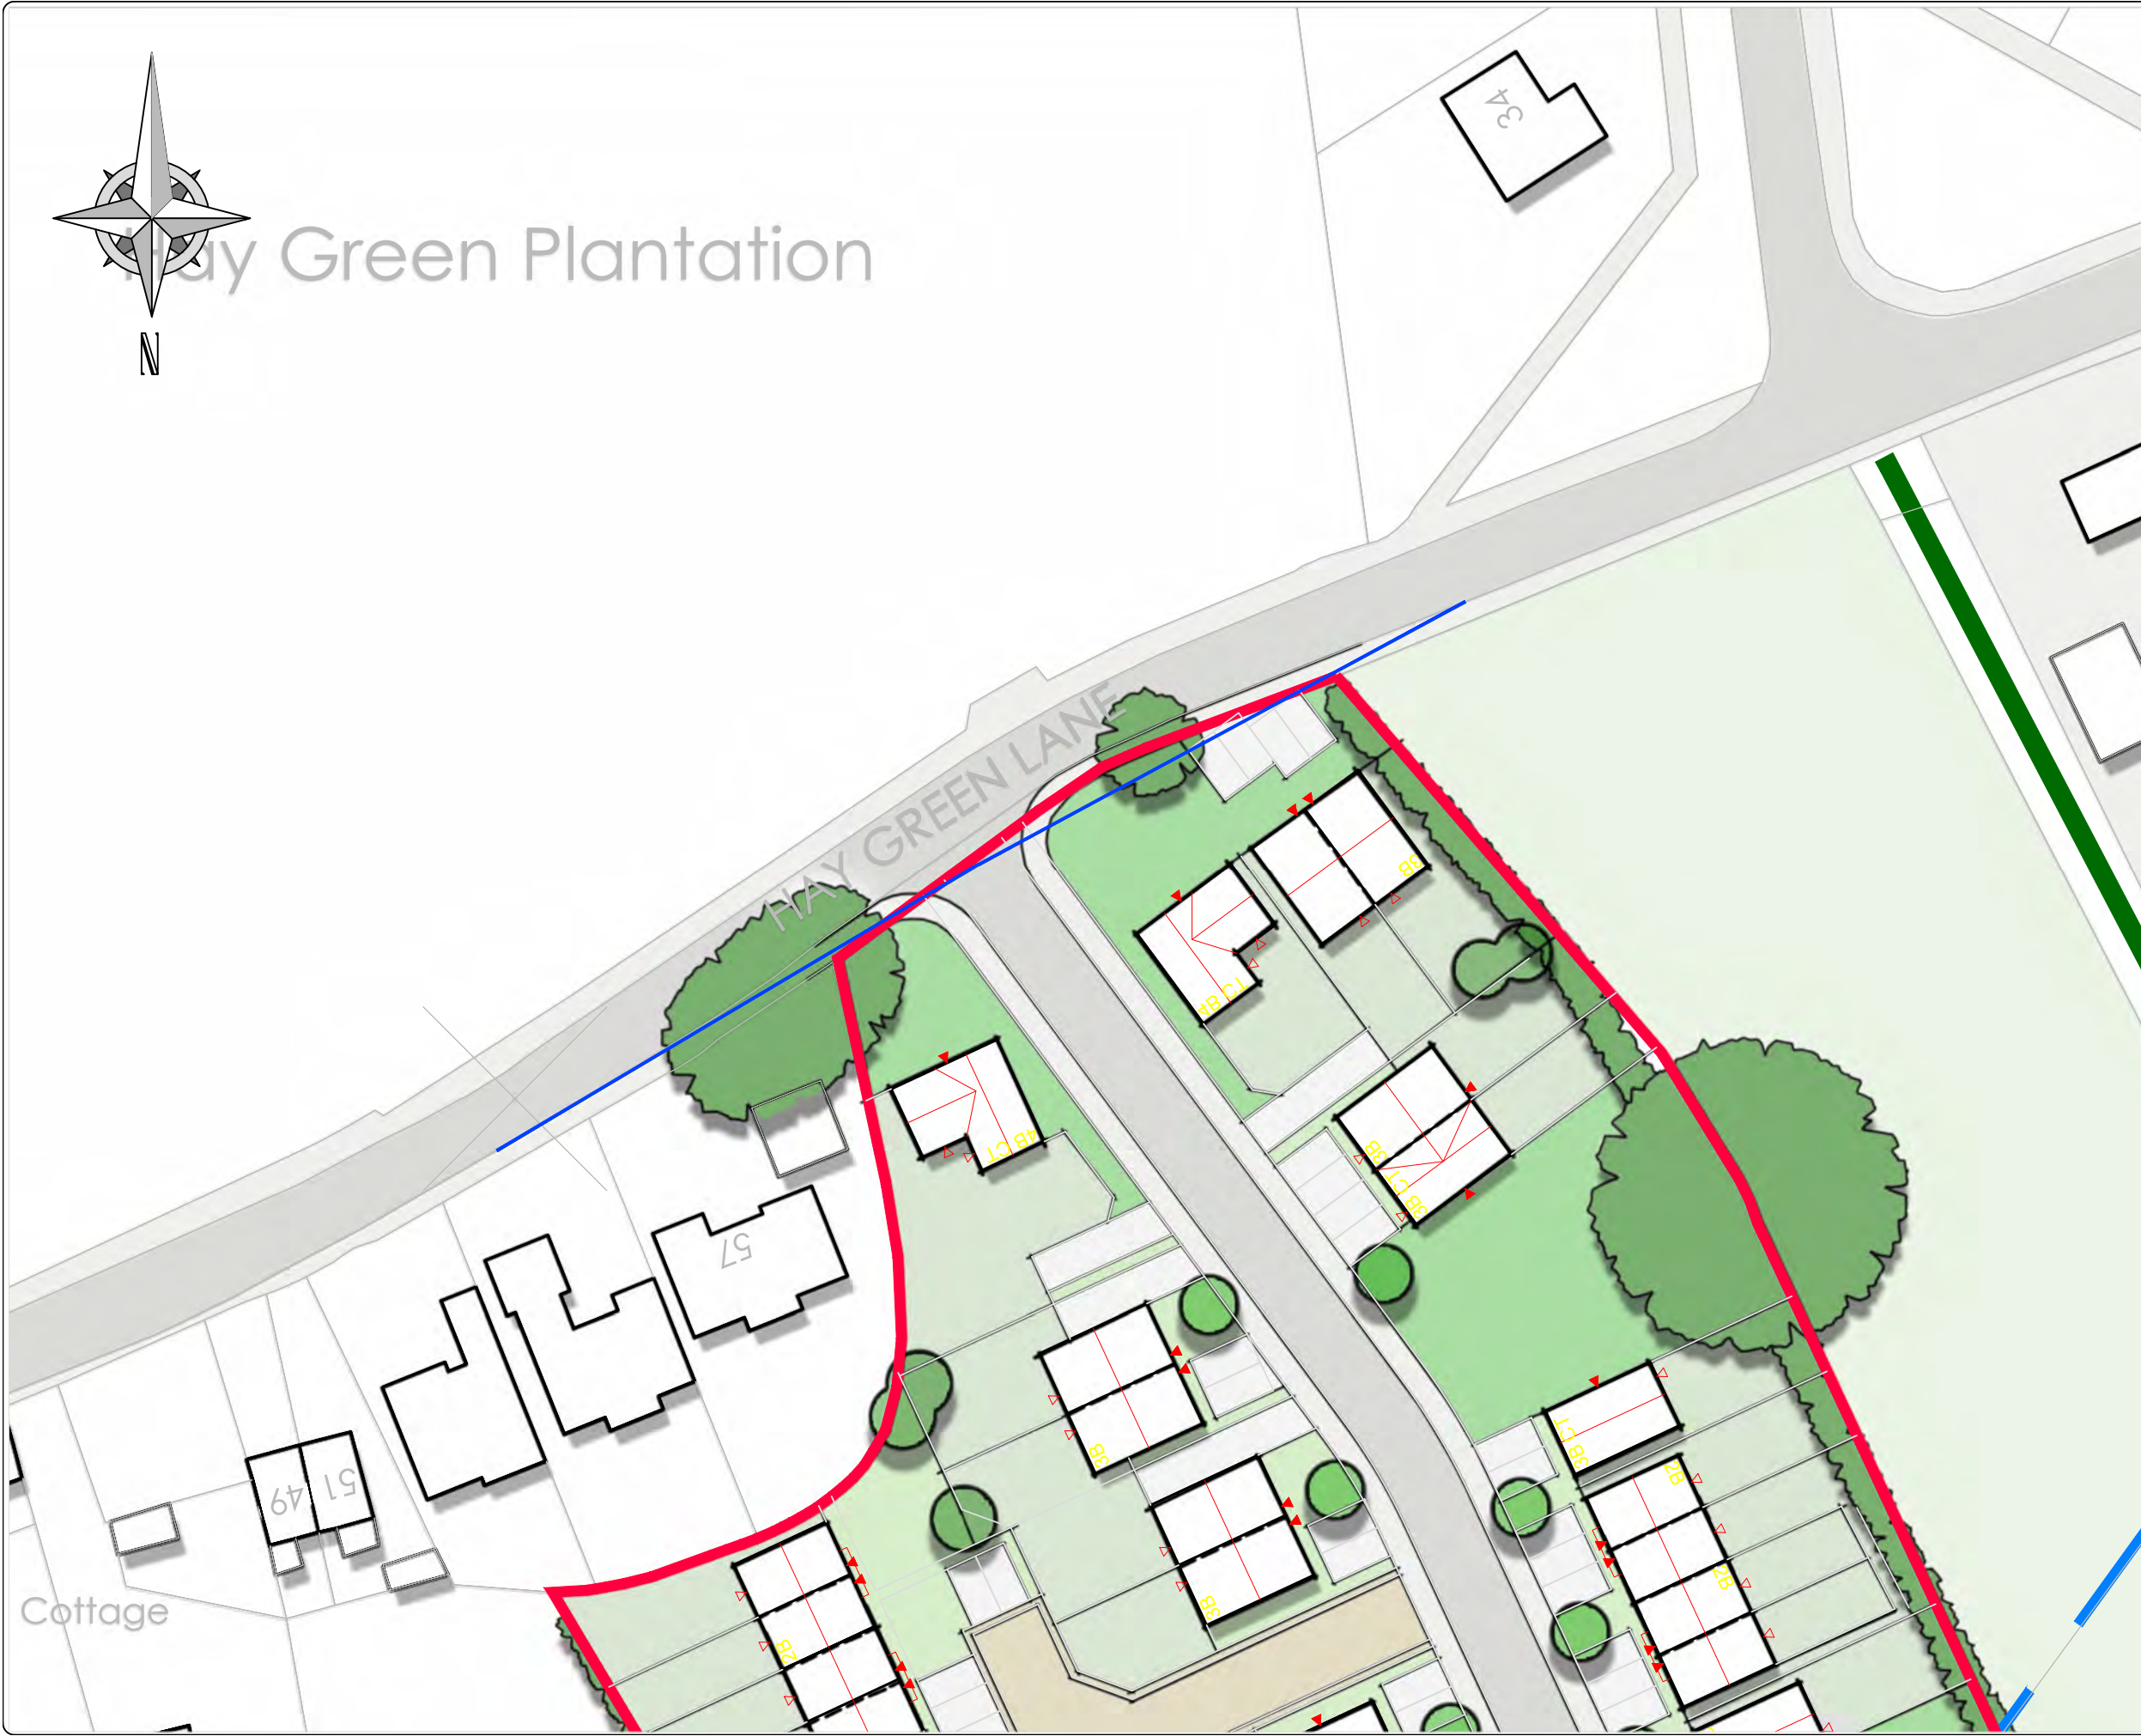 Hay Green Plantation
N
34
HAY GREEN LANE
3B
4B CT
4B CT
3B
3B CT
57
3B
3B CT
2B
49
51
3B
2B
2B
Cottage